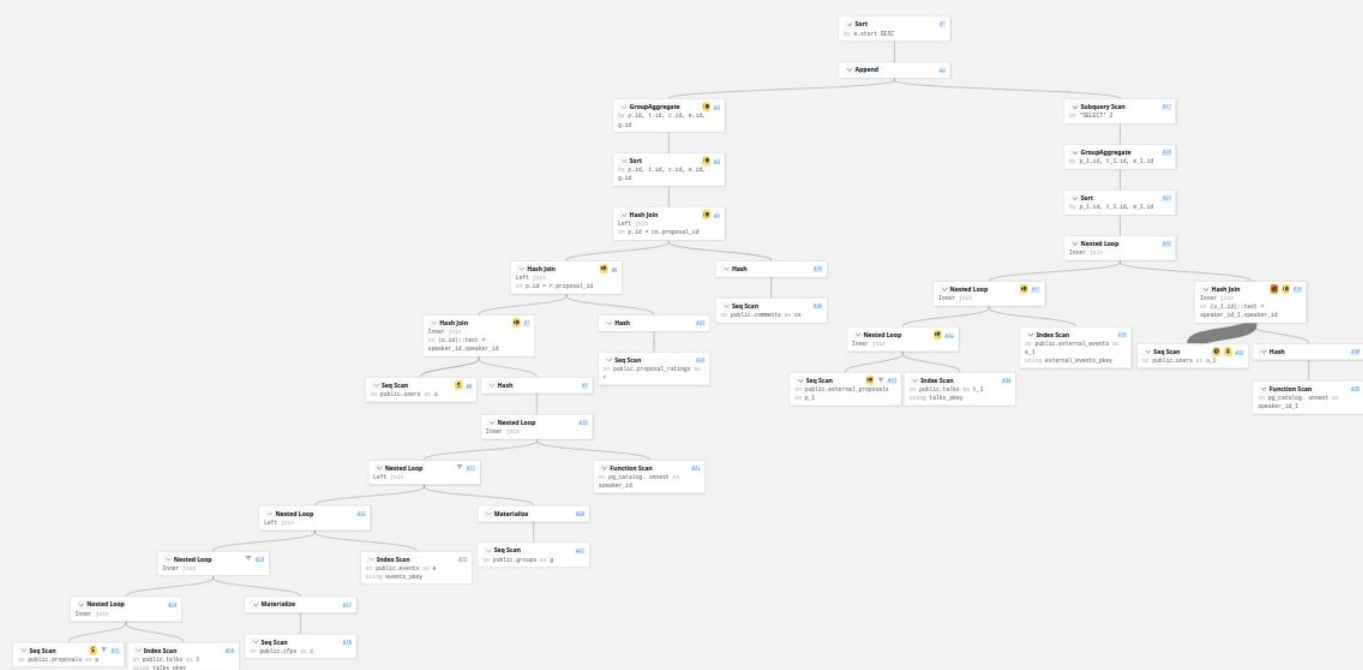 Sort
by e.start DESC
Append
GroupAggregate
by p.id, t.id, c.id, e.id,
g.id
Subquery Scan
on "SELECT" 2
GroupAggregate
by p_1.id, t_1.id, e_1.id
Sort
by p.id, t.id, c.id, e.id,
g.id
Sort
by p_1.id, t_1.id, e_1.id
Hash Join
Left join
on p.id = co.proposal_id
Nested Loop
Inner join
Hash Join
Left join
on p.id = r.proposal_id
Hash
Nested Loop
Inner join
Hash Join
Inner join
on (u_1.id)::text =
speaker_id_1.speaker_id
Seq Scan
on public.comments as co
Hash Join
Inner join
on (u.id)::text =
speaker_id.speaker_id
Hash
Nested Loop
Inner join
Index Scan
on public.external_events as
e_1
using external_events_pkey
Seq Scan
on public.users as u_1
Hash
Seq Scan
on public.proposal_ratings as
r
Seq Scan
on public.users as u
Hash
Seq Scan
on public.external_proposals
as p_1
Index Scan
on public.talks as t_1
using talks_pkey
Function Scan
on pg_catalog. unnest as
speaker_id_1
Nested Loop
Inner join
Nested Loop
Left join
Function Scan
on pg_catalog. unnest as
speaker_id
Nested Loop
Left join
Materialize
Nested Loop
Inner join
Index Scan
on public.events as e
using events_pkey
Seq Scan
on public.groups as g
Nested Loop
Inner join
Materialize
Seq Scan
on public.proposals as p
Index Scan
on public.talks as t
using talks_pkey
Seq Scan
on public.cfps as c